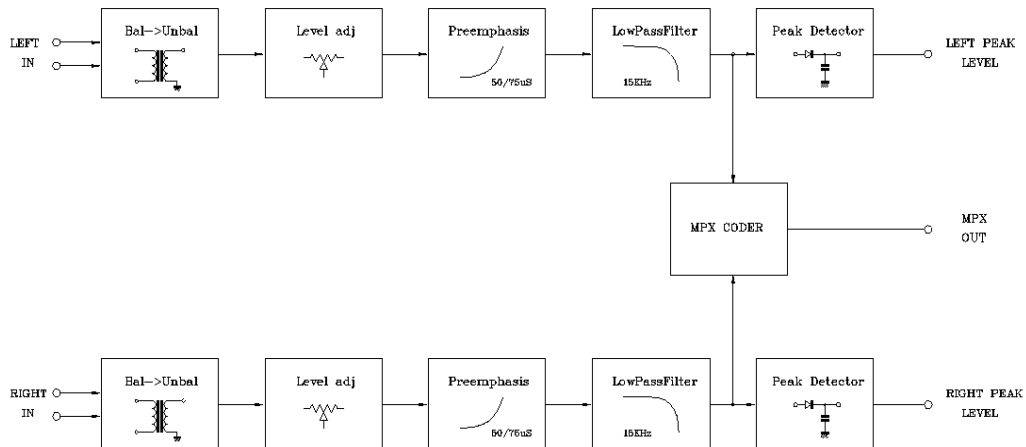 LEFT
IN
Bal->Unbal
Level adj
Preemphasis
50/75uS
LowPassFilter
15KHz
Peak Detector
LEFT PEAK
LEVEL
MPX CODER
MPX
OUT
RIGHT
IN
Bal->Unbal
Level adj
Preemphasis
50/75uS
LowPassFilter
15KHz
Peak Detector
RIGHT PEAK
LEVEL